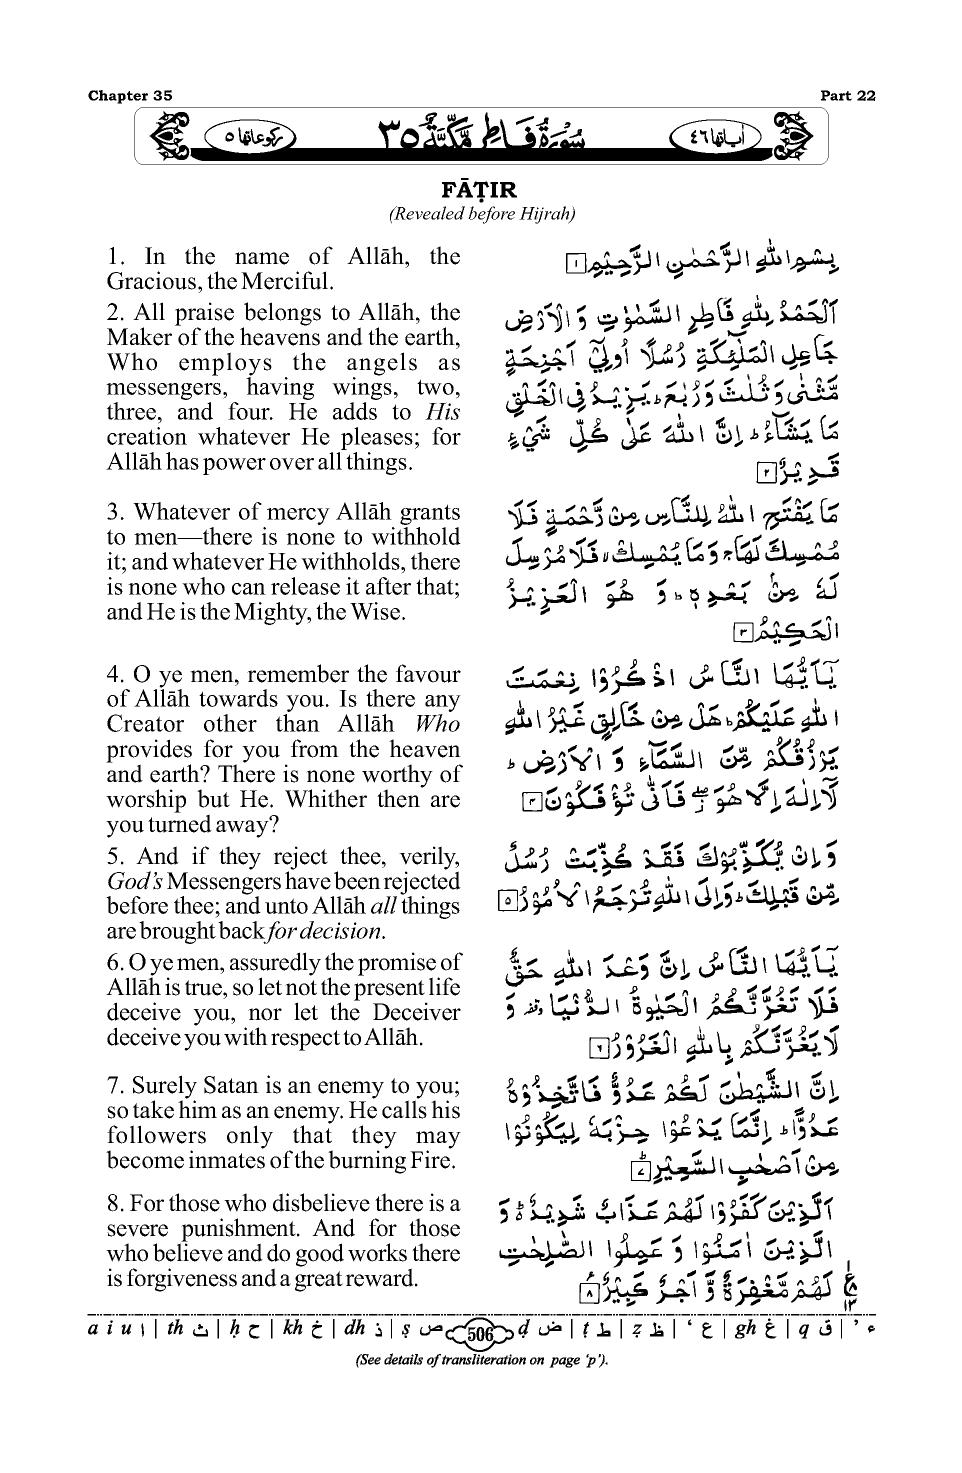 Chapter 35
Part 22
رکوعاتها ۵
سُوْرَةُ فَاطِرٍ مَّكِّيَّةٌ ۳۵
اٰیاتها ٤٦
FĀṬIR
(Revealed before Hijrah)
1. In the name of Allāh, the
Gracious, the Merciful.
2. All praise belongs to Allāh, the
Maker of the heavens and the earth,
Who employs the angels as
messengers, having wings, two,
three, and four. He adds to His
creation whatever He pleases; for
Allāh has power over all things.
3. Whatever of mercy Allāh grants
to men—there is none to withhold
it; and whatever He withholds, there
is none who can release it after that;
and He is the Mighty, the Wise.
4. O ye men, remember the favour
of Allāh towards you. Is there any
Creator other than Allāh Who
provides for you from the heaven
and earth? There is none worthy of
worship but He. Whither then are
you turned away?
5. And if they reject thee, verily,
God's Messengers have been rejected
before thee; and unto Allāh all things
are brought back for decision.
6. O ye men, assuredly the promise of
Allāh is true, so let not the present life
deceive you, nor let the Deceiver
deceive you with respect to Allāh.
7. Surely Satan is an enemy to you;
so take him as an enemy. He calls his
followers only that they may
become inmates of the burning Fire.
8. For those who disbelieve there is a
severe punishment. And for those
who believe and do good works there
is forgiveness and a great reward.
بِسْمِ اللّٰهِ الرَّحْمٰنِ الرَّحِيْمِ ۱
اَلْحَمْدُ لِلّٰهِ فَاطِرِ السَّمٰوٰتِ وَ الْاَرْضِ
جَاعِلِ الْمَلٰٓئِكَةِ رُسُلًا اُولِيْٓ اَجْنِحَةٍ
مَّثْنٰى وَ ثُلٰثَ وَ رُبٰعَ ؕ يَزِيْدُ فِى الْخَلْقِ
مَا يَشَآءُ ؕ اِنَّ اللّٰهَ عَلٰى كُلِّ شَيْءٍ
قَدِيْرٌ ۲
مَا يَفْتَحِ اللّٰهُ لِلنَّاسِ مِنْ رَّحْمَةٍ فَلَا
مُمْسِكَ لَهَا ۚ وَ مَا يُمْسِكْ ۙ فَلَا مُرْسِلَ
لَهٗ مِنْۢ بَعْدِهٖ ؕ وَ هُوَ الْعَزِيْزُ
الْحَكِيْمُ ۳
يٰٓاَيُّهَا النَّاسُ اذْكُرُوْا نِعْمَتَ
اللّٰهِ عَلَيْكُمْ ؕ هَلْ مِنْ خَالِقٍ غَيْرُ اللّٰهِ
يَرْزُقُكُمْ مِّنَ السَّمَآءِ وَ الْاَرْضِ ؕ
لَآ اِلٰهَ اِلَّا هُوَ ۖ فَاَنّٰى تُؤْفَكُوْنَ ۴
وَ اِنْ يُّكَذِّبُوْكَ فَقَدْ كُذِّبَتْ رُسُلٌ
مِّنْ قَبْلِكَ ؕ وَ اِلَى اللّٰهِ تُرْجَعُ الْاُمُوْرُ ۵
يٰٓاَيُّهَا النَّاسُ اِنَّ وَعْدَ اللّٰهِ حَقٌّ
فَلَا تَغُرَّنَّكُمُ الْحَيٰوةُ الدُّنْيَا ۥ وَ
لَا يَغُرَّنَّكُمْ بِاللّٰهِ الْغَرُوْرُ ۶
اِنَّ الشَّيْطٰنَ لَكُمْ عَدُوٌّ فَاتَّخِذُوْهُ
عَدُوًّا ؕ اِنَّمَا يَدْعُوْا حِزْبَهٗ لِيَكُوْنُوْا
مِنْ اَصْحٰبِ السَّعِيْرِ ۷
اَلَّذِيْنَ كَفَرُوْا لَهُمْ عَذَابٌ شَدِيْدٌ ۬ؕ وَ
الَّذِيْنَ اٰمَنُوْا وَ عَمِلُوا الصّٰلِحٰتِ
لَهُمْ مَّغْفِرَةٌ وَّ اَجْرٌ كَبِيْرٌ ۸
a i u ا | th ث | ḥ ح | kh خ | dh ذ | ṣ ص 506 ḍ ض | ṭ ط | ẓ ظ | ‘ ع | gh غ | q ق | ’ ء
(See details of transliteration on page ‘p’).